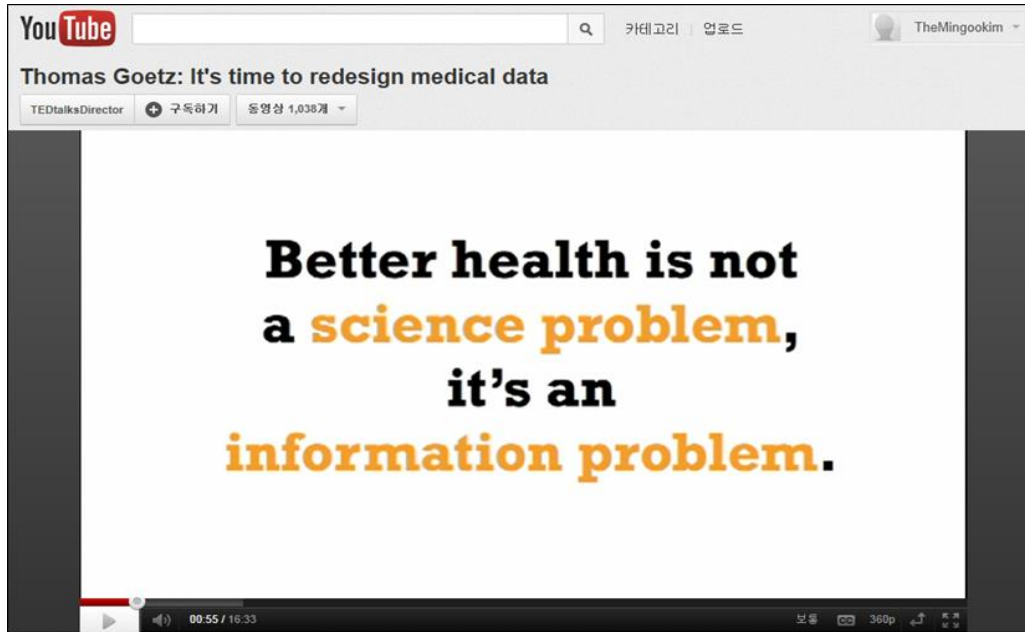 YouTube 카테고리 업로드 TheMingookim
Thomas Goetz: It's time to redesign medical data
TEDtalksDirector 구독하기 동영상 1,038개
Better health is not
a science problem,
it's an
information problem.
00:55 / 16:33 보통 CC 360p